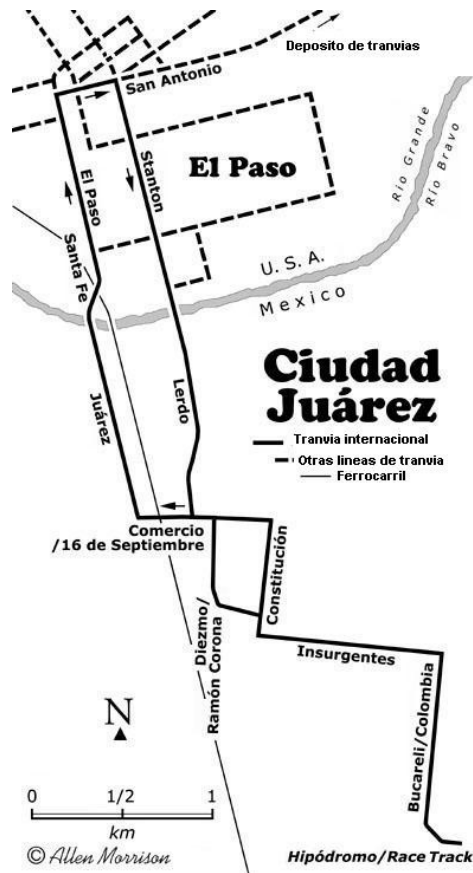 Deposito de tranvias
San Antonio
El Paso
Stanton
El Paso
Río Grande
Río Bravo
Santa Fe
U. S. A.
Mexico
Ciudad
Juárez
Juárez
Lerdo
Tranvia internacional
Otras lineas de tranvia
Ferrocarril
Comercio
/16 de Septiembre
Constitución
Diezmo/
Ramón Corona
Insurgentes
Bucareli/Colombia
N
0 1/2 1
km
© Allen Morrison
Hipódromo/Race Track